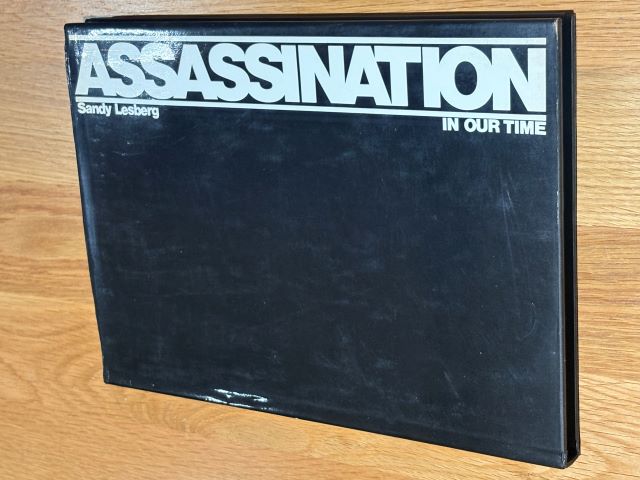 ASSASSINATION
Sandy Lesberg
IN OUR TIME